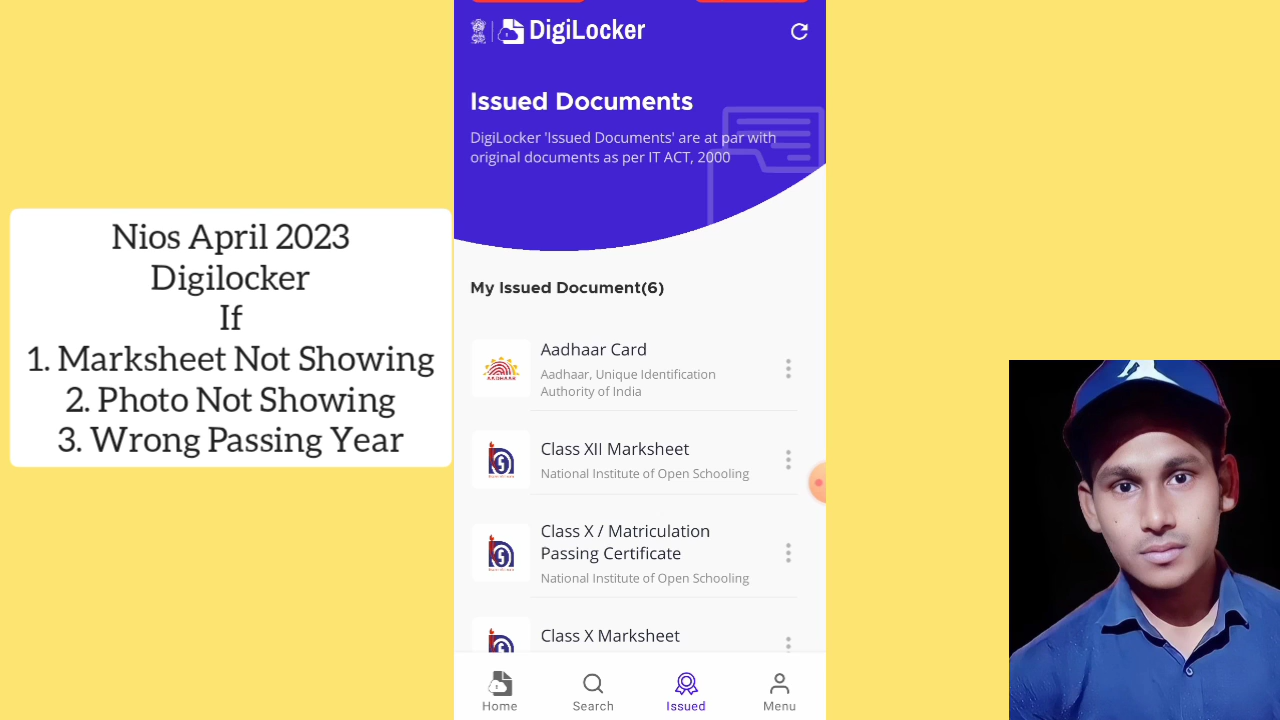 Nios April 2023
Digilocker
If
1. Marksheet Not Showing
2. Photo Not Showing
3. Wrong Passing Year
DigiLocker
Issued Documents
DigiLocker 'Issued Documents' are at par with
original documents as per IT ACT, 2000
My Issued Document(6)
Aadhaar Card
Aadhaar, Unique Identification
Authority of India
AADHAAR
Class XII Marksheet
National Institute of Open Schooling
Class X / Matriculation
Passing Certificate
National Institute of Open Schooling
Class X Marksheet
Home
Search
Issued
Menu